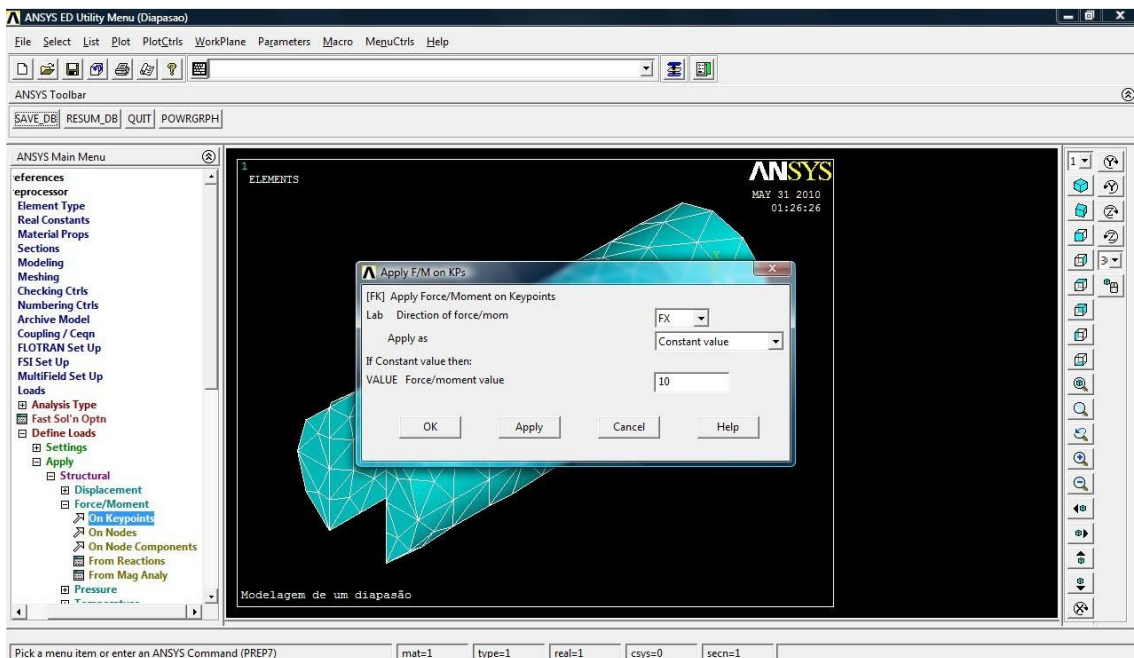 ANSYS ED Utility Menu (Diapasao)
File Select List Plot PlotCtrls WorkPlane Parameters Macro MenuCtrls Help
ANSYS Toolbar
SAVE_DB RESUM_DB QUIT POWRGRPH
ANSYS Main Menu
eferences
eprocessor
Element Type
Real Constants
Material Props
Sections
Modeling
Meshing
Checking Ctrls
Numbering Ctrls
Archive Model
Coupling / Ceqn
FLOTRAN Set Up
FSI Set Up
MultiField Set Up
Loads
Analysis Type
Fast Sol'n Optn
Define Loads
Settings
Apply
Structural
Displacement
Force/Moment
On Keypoints
On Nodes
On Node Components
From Reactions
From Mag Analy
Pressure
Temperature
1
ELEMENTS
ANSYS
MAY 31 2010
01:26:26
Y
Apply F/M on KPs
[FK] Apply Force/Moment on Keypoints
Lab Direction of force/mom FX
Apply as Constant value
If Constant value then:
VALUE Force/moment value 10
OK Apply Cancel Help
Modelagem de um diapasão
1
Pick a menu item or enter an ANSYS Command (PREP7) mat=1 type=1 real=1 csys=0 secn=1